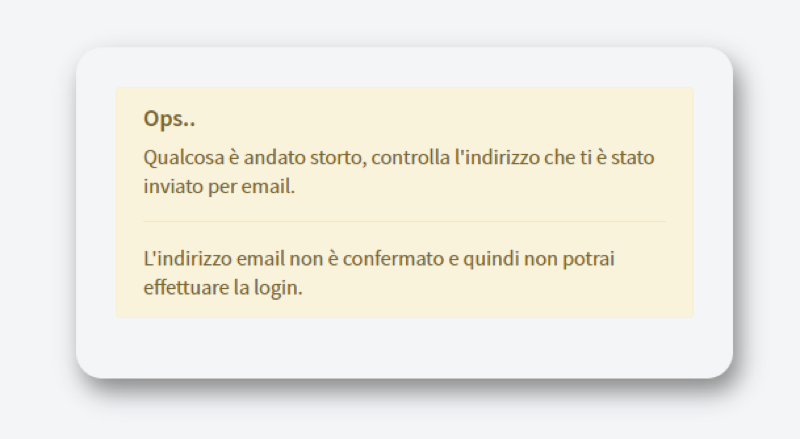 Ops..
Qualcosa è andato storto, controlla l'indirizzo che ti è stato
inviato per email.
L'indirizzo email non è confermato e quindi non potrai
effettuare la login.